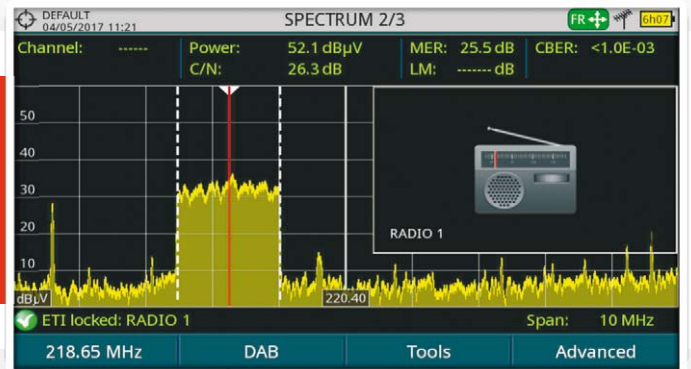 DEFAULT
04/05/2017 11:21
SPECTRUM 2/3
FR
6h07
Channel: ------
Power: 52.1 dBµV
MER: 25.5 dB
CBER: <1.0E-03
C/N: 26.3 dB
LM: ------- dB
50
40
30
20
10
dBµV
220.40
RADIO 1
ETI locked: RADIO 1
Span: 10 MHz
218.65 MHz
DAB
Tools
Advanced